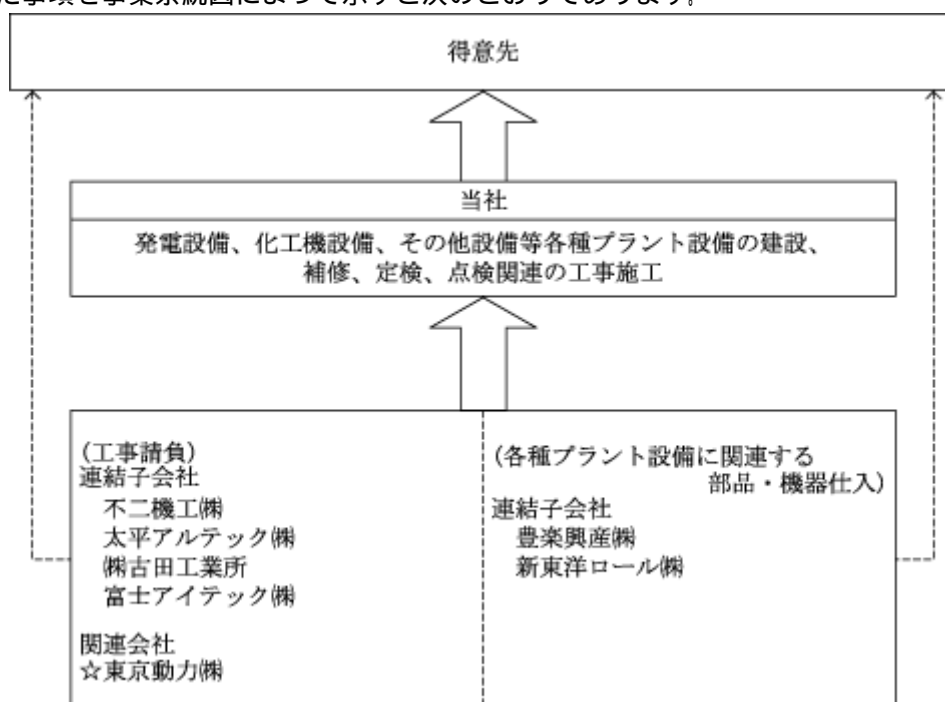 た事項を事業系統図によって示すと次のとおりであります。
得意先
当社
発電設備、化工機設備、その他設備等各種プラント設備の建設、
補修、定検、点検関連の工事施工
(工事請負)
連結子会社
不二機工㈱
太平アルテック㈱
㈱古田工業所
富士アイテック㈱
関連会社
☆東京動力㈱
(各種プラント設備に関連する
部品・機器仕入)
連結子会社
豊楽興産㈱
新東洋ロール㈱